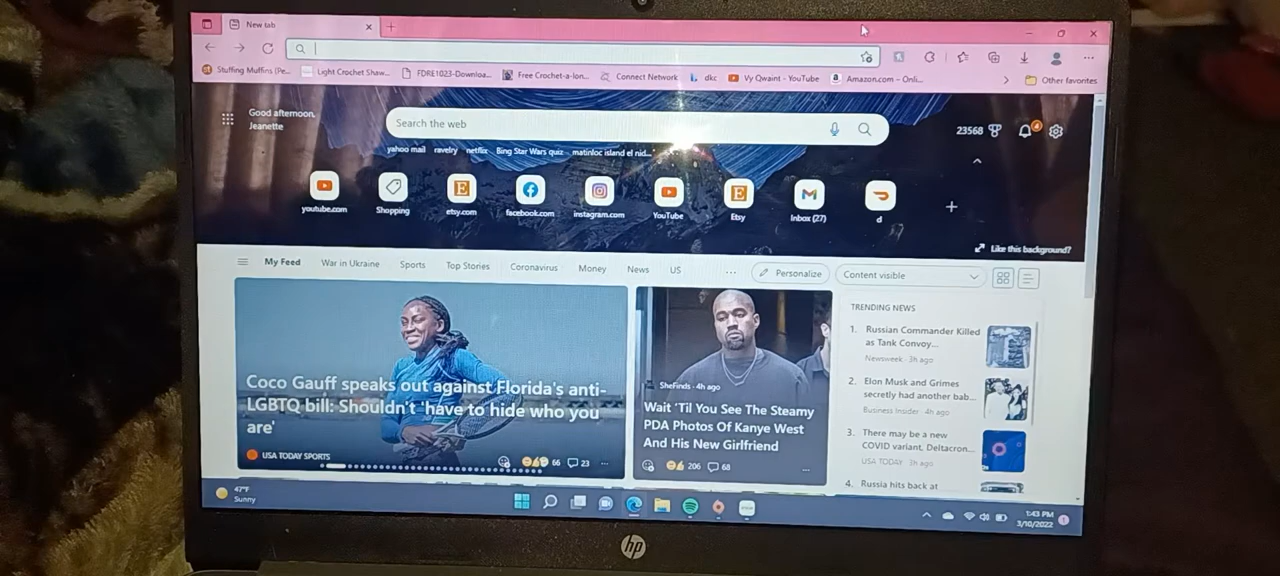 New tab
Stuffing Muffins (Pe...
Light Crochet Shaw...
FDRE1023-Downloa...
Free Crochet-a-lon...
Connect Network
dkc
Vy Qwaint - YouTube
Amazon.com - Onli...
Other favorites
Good afternoon,
Jeanette
Search the web
23568
4
yahoo mail
ravelry
netflix
Bing Star Wars quiz
matinloc island el nid...
youtube.com
Shopping
etsy.com
facebook.com
instagram.com
YouTube
Etsy
Inbox (27)
d
Like this background?
My Feed
War in Ukraine
Sports
Top Stories
Coronavirus
Money
News
US
Personalize
Content visible
Coco Gauff speaks out against Florida's anti-
LGBTQ bill: Shouldn't 'have to hide who you
are'
USA TODAY SPORTS
66
23
SheFinds · 4h ago
Wait 'Til You See The Steamy
PDA Photos Of Kanye West
And His New Girlfriend
206
68
TRENDING NEWS
1. Russian Commander Killed
as Tank Convoy...
Newsweek · 3h ago
2. Elon Musk and Grimes
secretly had another bab...
Business Insider · 4h ago
3. There may be a new
COVID variant, Deltacron...
USA TODAY · 3h ago
4. Russia hits back at
47°F
Sunny
1:43 PM
3/10/2022
1
hp